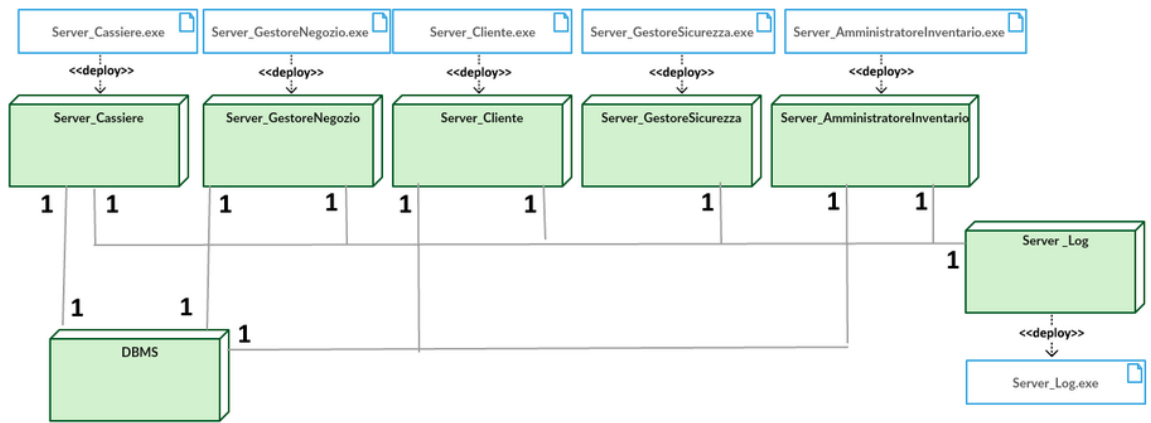 Server_Cassiere.exe
Server_GestoreNegozio.exe
Server_Cliente.exe
Server_GestoreSicurezza.exe
Server_AmministratoreInventario.exe
<<deploy>>
<<deploy>>
<<deploy>>
<<deploy>>
<<deploy>>
Server_Cassiere
Server_GestoreNegozio
Server_Cliente
Server_GestoreSicurezza
Server_AmministratoreInventario
1
1
1
1
1
1
1
1
1
Server _Log
1
1
1
1
DBMS
<<deploy>>
Server_Log.exe